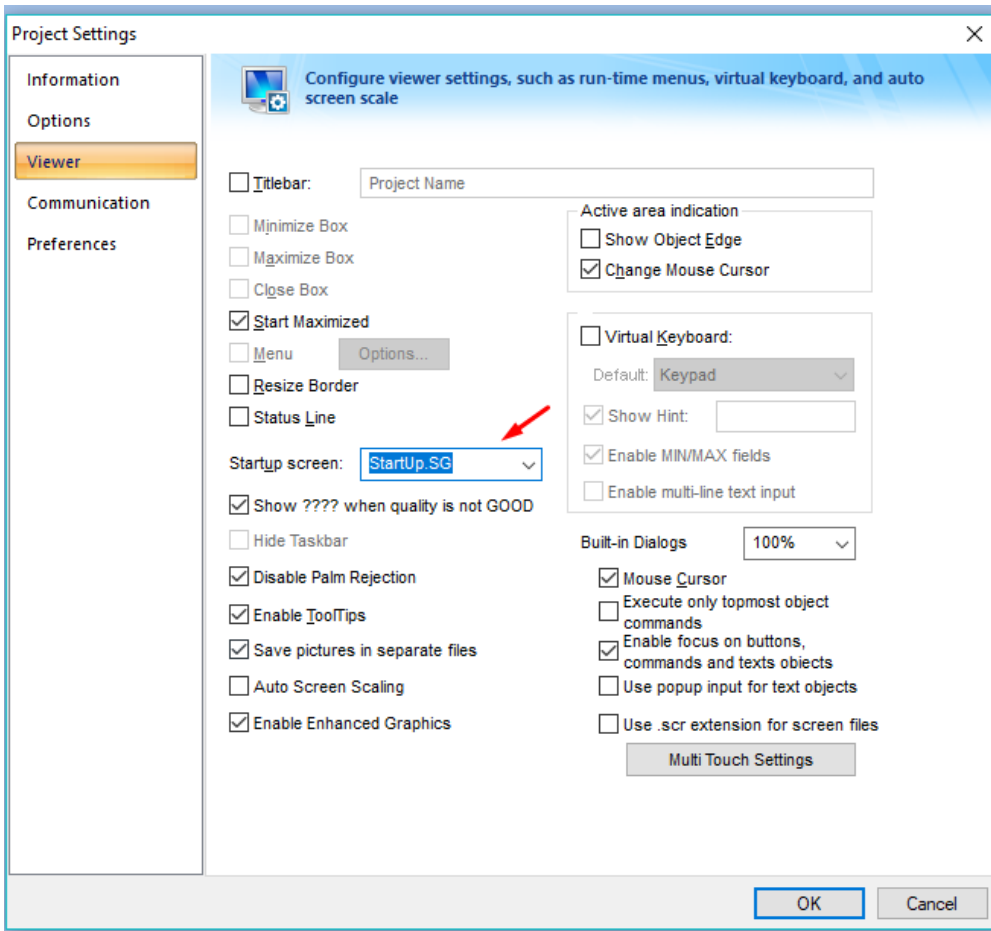 Project Settings
Information
Options
Viewer
Communication
Preferences
Configure viewer settings, such as run-time menus, virtual keyboard, and auto
screen scale
Titlebar:
Project Name
Minimize Box
Maximize Box
Close Box
Start Maximized
Menu
Options...
Resize Border
Status Line
Startup screen:
StartUp.SG
Show ???? when quality is not GOOD
Hide Taskbar
Disable Palm Rejection
Enable ToolTips
Save pictures in separate files
Auto Screen Scaling
Enable Enhanced Graphics
Active area indication
Show Object Edge
Change Mouse Cursor
Virtual Keyboard:
Default:
Keypad
Show Hint:
Enable MIN/MAX fields
Enable multi-line text input
Built-in Dialogs
100%
Mouse Cursor
Execute only topmost object
commands
Enable focus on buttons,
commands and texts objects
Use popup input for text objects
Use .scr extension for screen files
Multi Touch Settings
OK
Cancel